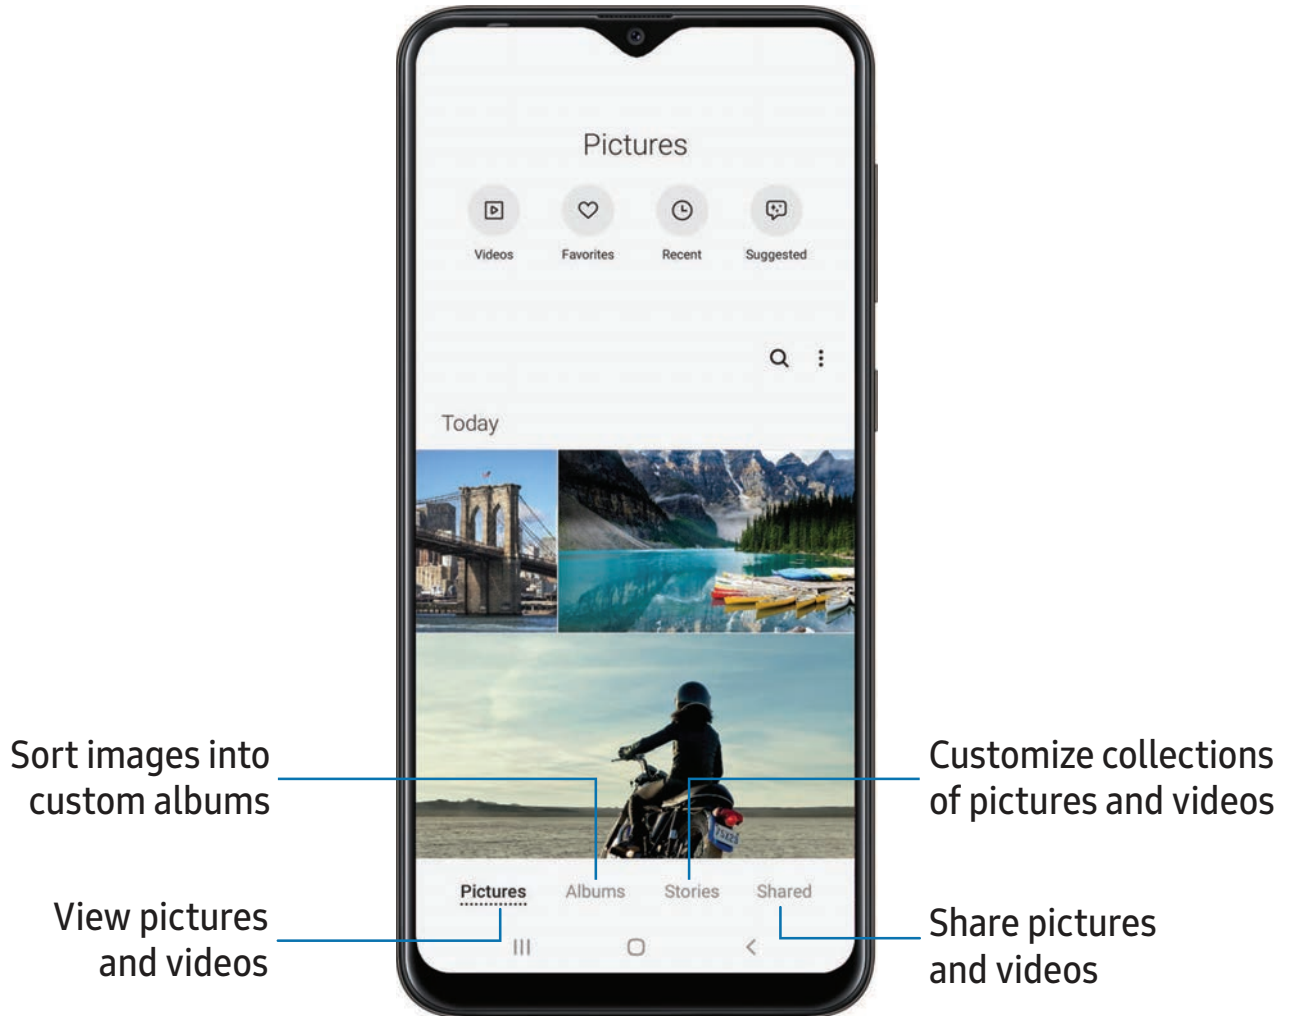 Pictures
Videos Favorites Recent Suggested
Today
Sort images into
custom albums
Customize collections
of pictures and videos
Pictures Albums Stories Shared
View pictures
and videos
Share pictures
and videos